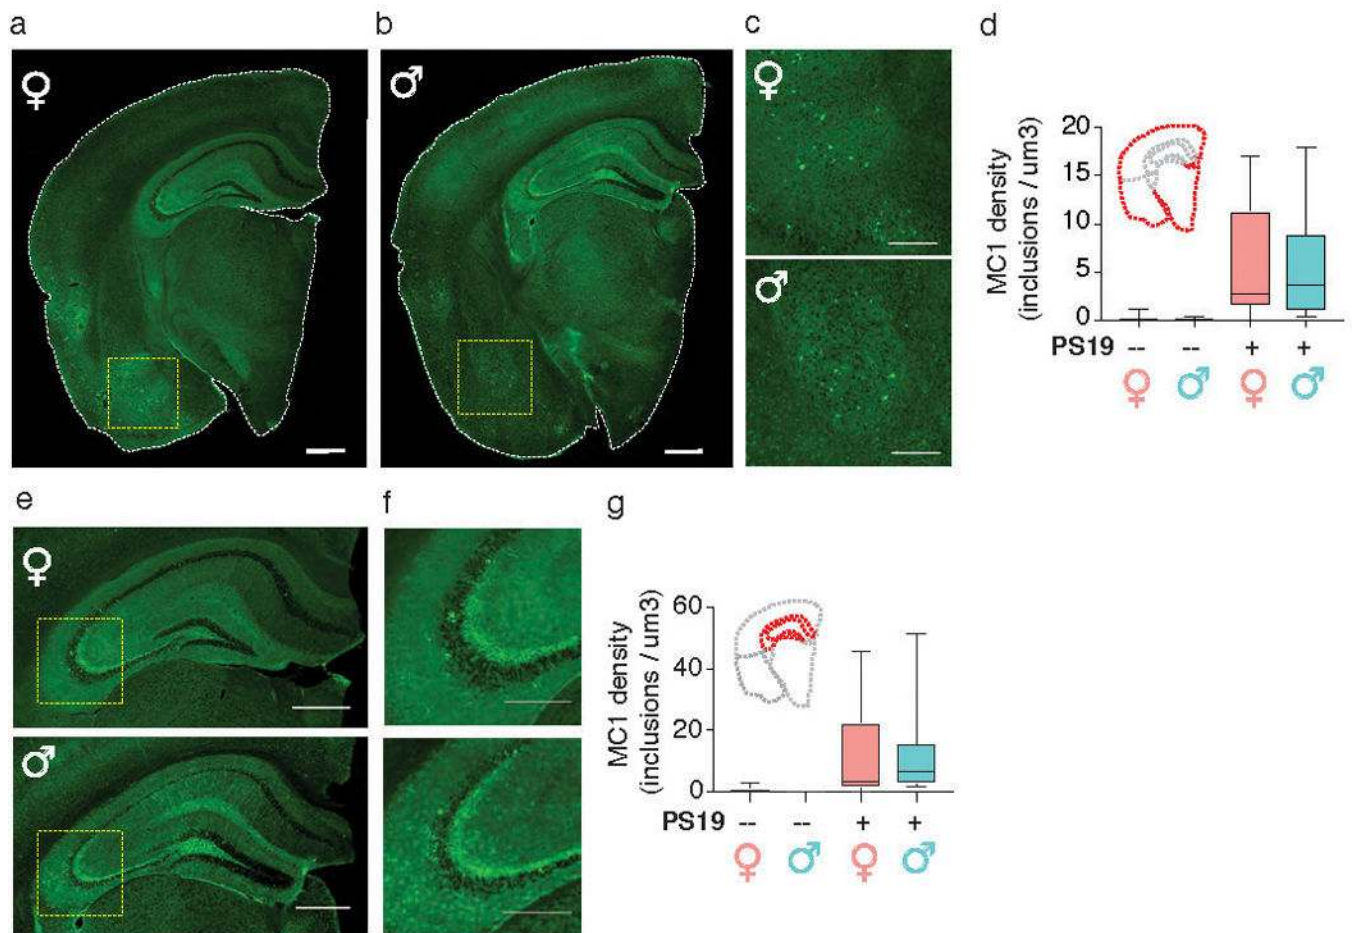 a
b
c
d
♀
♂
♀
♂
MC1 density
(inclusions / um3)
20
15
10
5
0
PS19 -- -- + +
♀ ♂ ♀ ♂
e
f
g
♀
♂
MC1 density
(inclusions / um3)
60
40
20
0
PS19 -- -- + +
♀ ♂ ♀ ♂